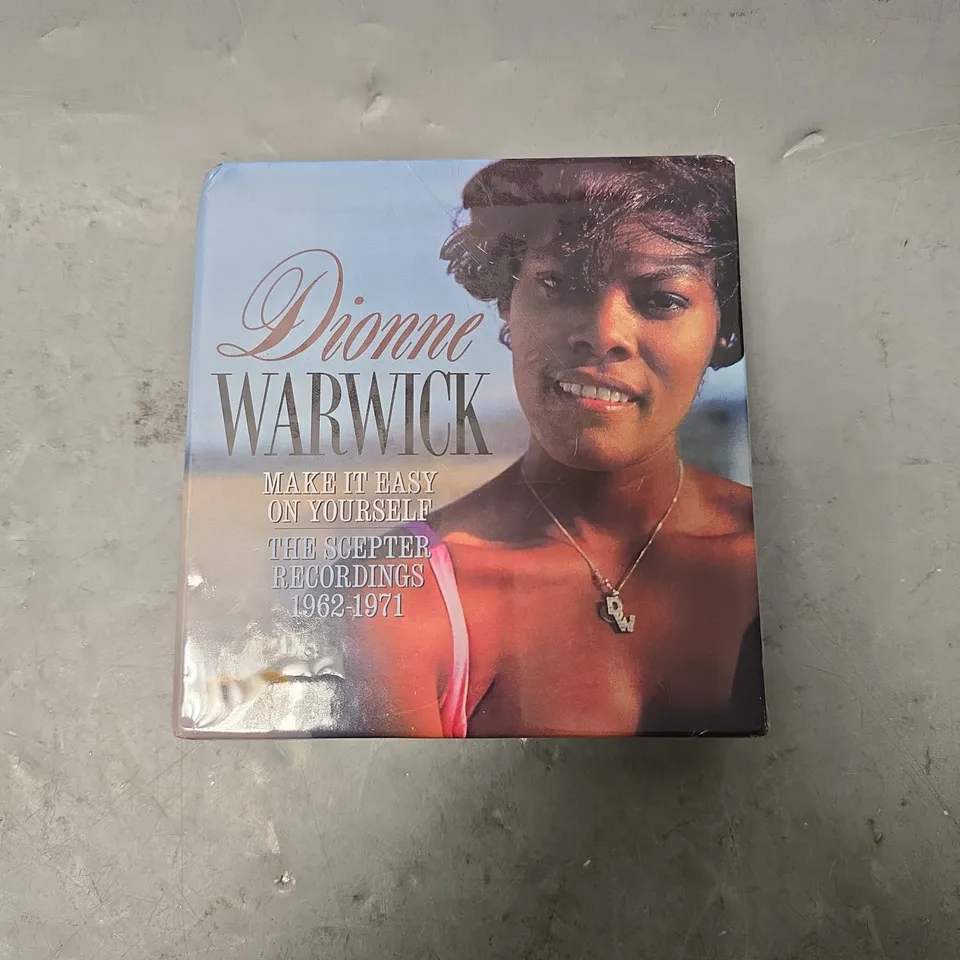 Dionne
WARWICK
MAKE IT EASY
ON YOURSELF
THE SCEPTER
RECORDINGS
1962-1971
DW